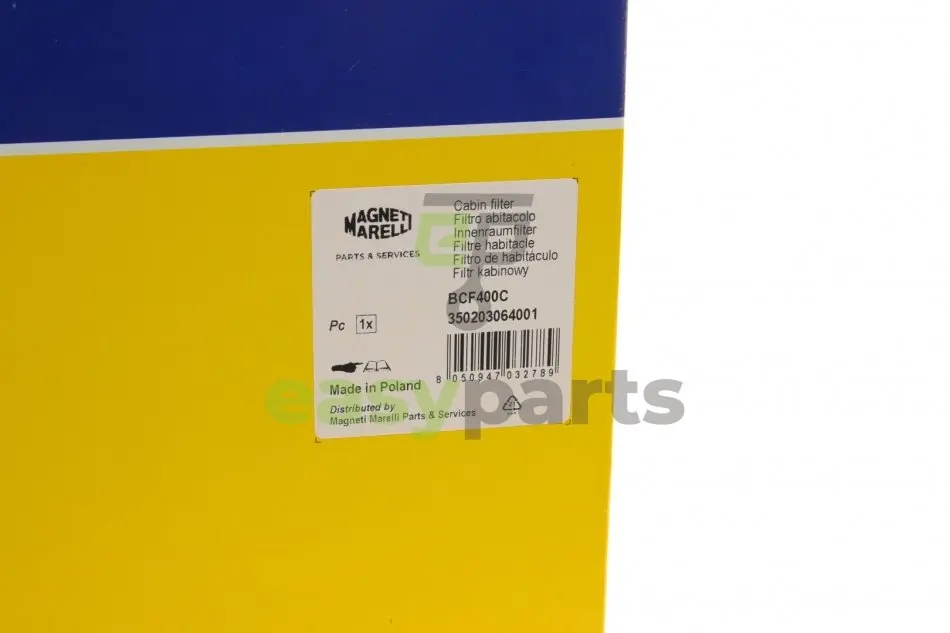 MAGNETI
MARELLI
PARTS & SERVICES
Cabin filter
Filtro abitacolo
Innenraumfilter
Filtre habitacle
Filtro de habitáculo
Filtr kabinowy
BCF400C
350203064001
Pc 1x
8 050947 032789
Made in Poland
Distributed by
Magneti Marelli Parts & Services
easyparts